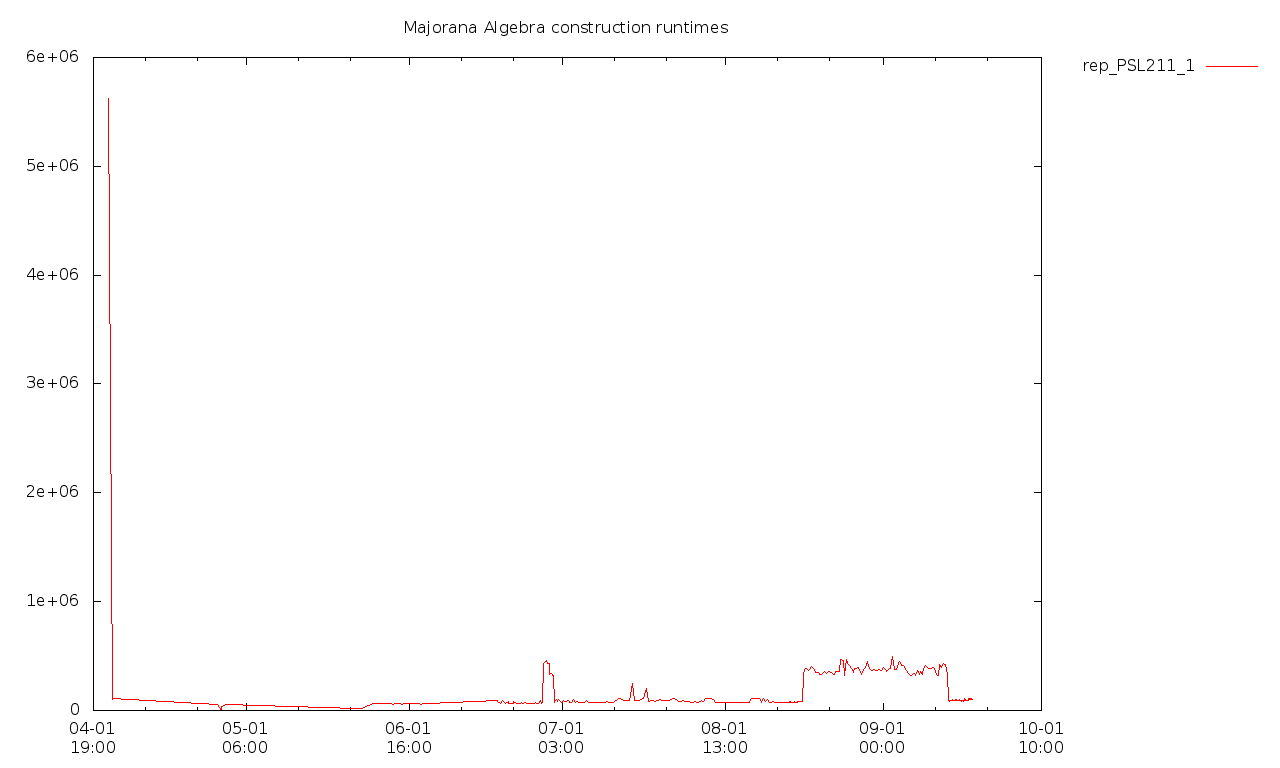 Majorana Algebra construction runtimes
rep_PSL211_1
6e+06
5e+06
4e+06
3e+06
2e+06
1e+06
0
04-01 05-01 06-01 07-01 08-01 09-01 10-01
19:00 06:00 16:00 03:00 13:00 00:00 10:00